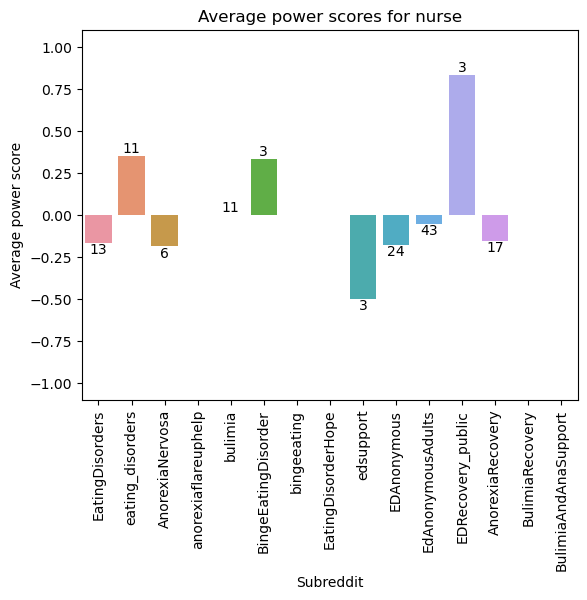 Average power scores for nurse
1.00
0.75
0.50
0.25
0.00
−0.25
−0.50
−0.75
−1.00
Average power score
13
11
6
11
3
3
24
43
3
17
EatingDisorders
eating_disorders
AnorexiaNervosa
anorexiaflareuphelp
bulimia
BingeEatingDisorder
bingeeating
EatingDisorderHope
edsupport
EDAnonymous
EdAnonymousAdults
EDRecovery_public
AnorexiaRecovery
BulimiaRecovery
BulimiaAndAnaSupport
Subreddit